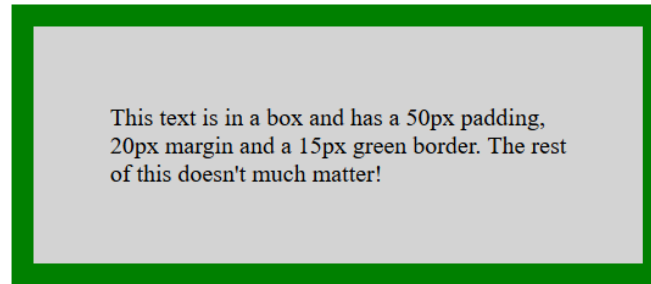 This text is in a box and has a 50px padding,
20px margin and a 15px green border. The rest
of this doesn't much matter!